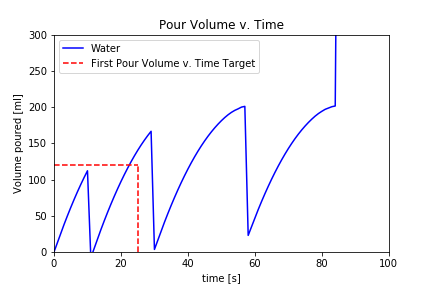 Pour Volume v. Time
Water
First Pour Volume v. Time Target
Volume poured [ml]
300
250
200
150
100
50
0
0 20 40 60 80 100
time [s]